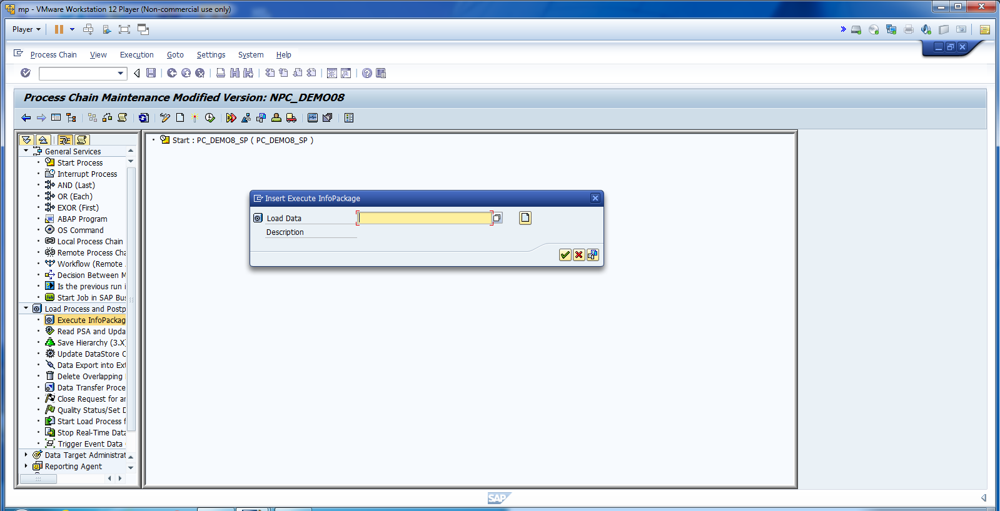 mp - VMware Workstation 12 Player (Non-commercial use only)
Player
Process Chain View Execution Goto Settings System Help
Process Chain Maintenance Modified Version: NPC_DEMO08
General Services
Start Process
Interrupt Process
AND (Last)
OR (Each)
EXOR (First)
ABAP Program
OS Command
Local Process Chain
Remote Process Cha
Workflow (Remote
Decision Between M
Is the previous run i
Start Job in SAP Bus
Load Process and Postp
Execute InfoPackag
Read PSA and Upda
Save Hierarchy (3.X)
Update DataStore O
Data Export into Ext
Delete Overlapping
Data Transfer Proce
Close Request for an
Quality Status/Set D
Start Load Process f
Stop Real-Time Data
Trigger Event Data
Data Target Administrat
Reporting Agent
Start : PC_DEMO8_SP ( PC_DEMO8_SP )
Insert Execute InfoPackage
Load Data
Description
SAP